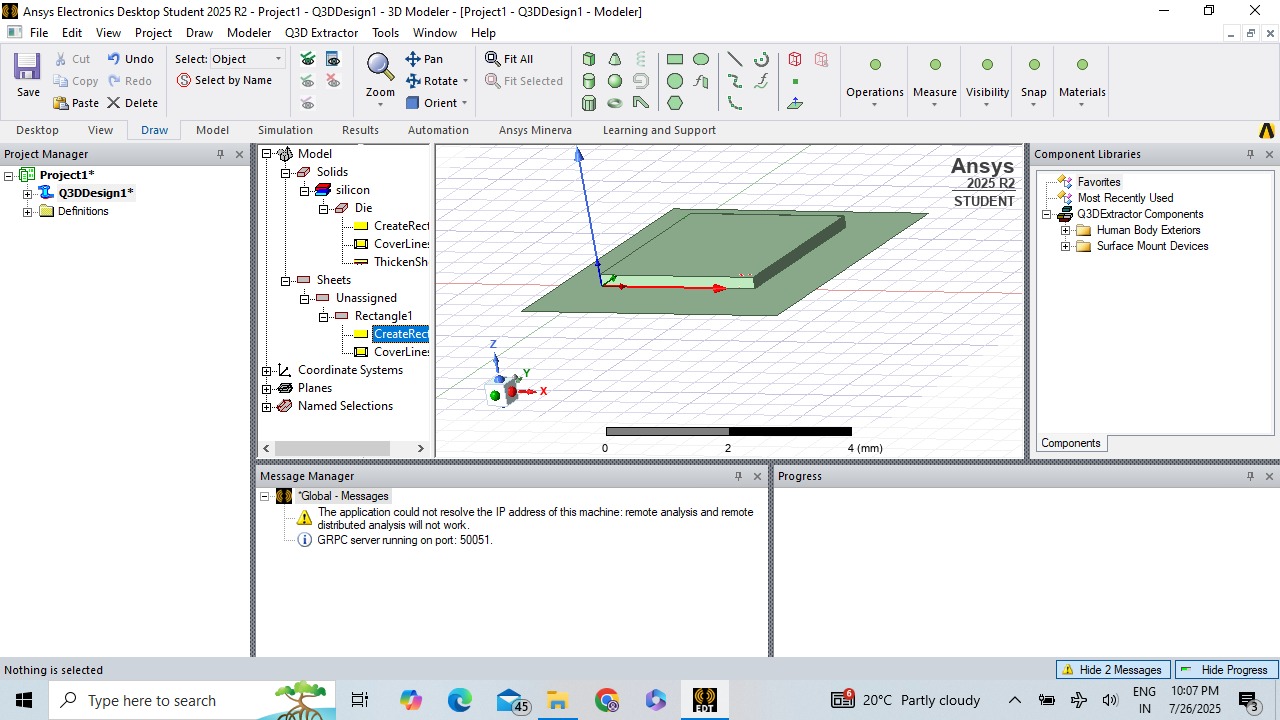 Ansys Electronics Desktop Student 2025 R2 - Project1 - Q3DDesign1 - 3D Modeler - [Project1 - Q3DDesign1 - Modeler]
File Edit View Project Draw Modeler Q3D Extractor Tools Window Help
Save
Cut
Copy
Paste
Undo
Redo
Delete
Select: Object
Select by Name
Zoom
Pan
Rotate
Orient
Fit All
Fit Selected
Operations
Measure
Visibility
Snap
Materials
Desktop View Draw Model Simulation Results Automation Ansys Minerva Learning and Support
Project Manager
Project1*
Q3DDesign1*
Definitions
Model
Solids
silicon
Die
CreateRect
CoverLine
ThickenSh
Sheets
Unassigned
Rectangle1
CreateRec
CoverLine
Coordinate Systems
Planes
Named Selections
Ansys
2025 R2
STUDENT
Z
Y
X
0 2 4 (mm)
Component Libraries
Favorites
Most Recently Used
Q3DExtractor Components
Human Body Exteriors
Surface Mount Devices
Components
Message Manager
*Global - Messages
The application could not resolve the IP address of this machine: remote analysis and remote
distributed analysis will not work.
GRPC server running on port: 50051.
Progress
Nothing is selected
Hide 2 Messages
Hide Progress
Type here to search
45
EDT
6
20°C Partly cloudy
ENG
IN
10:07 PM
7/26/2025
3